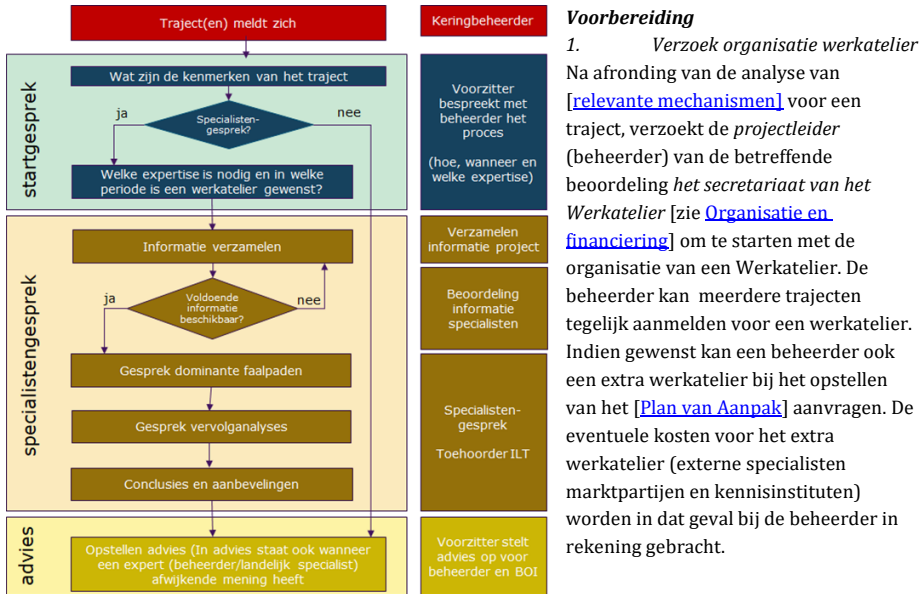 Traject(en) meldt zich
Keringbeheerder
startgesprek
Wat zijn de kenmerken van het traject
ja
Specialisten-
gesprek?
nee
Welke expertise is nodig en in welke
periode is een werkatelier gewenst?
Voorzitter
bespreekt met
beheerder het
proces
(hoe, wanneer en
welke expertise)
specialistengesprek
Informatie verzamelen
ja
Voldoende
informatie
beschikbaar?
nee
Gesprek dominante faalpaden
Gesprek vervolganalyses
Conclusies en aanbevelingen
Verzamelen
informatie project
Beoordeling
informatie
specialisten
Specialisten-
gesprek
Toehoorder ILT
advies
Opstellen advies (In advies staat ook wanneer
een expert (beheerder/landelijk specialist)
afwijkende mening heeft
Voorzitter stelt
advies op voor
beheerder en BOI
Voorbereiding
1. Verzoek organisatie werkatelier
Na afronding van de analyse van
[relevante mechanismen] voor een
traject, verzoekt de projectleider
(beheerder) van de betreffende
beoordeling het secretariaat van het
Werkatelier [zie Organisatie en
financiering] om te starten met de
organisatie van een Werkatelier. De
beheerder kan meerdere trajecten
tegelijk aanmelden voor een werkatelier.
Indien gewenst kan een beheerder ook
een extra werkatelier bij het opstellen
van het [Plan van Aanpak] aanvragen. De
eventuele kosten voor het extra
werkatelier (externe specialisten
marktpartijen en kennisinstituten)
worden in dat geval bij de beheerder in
rekening gebracht.